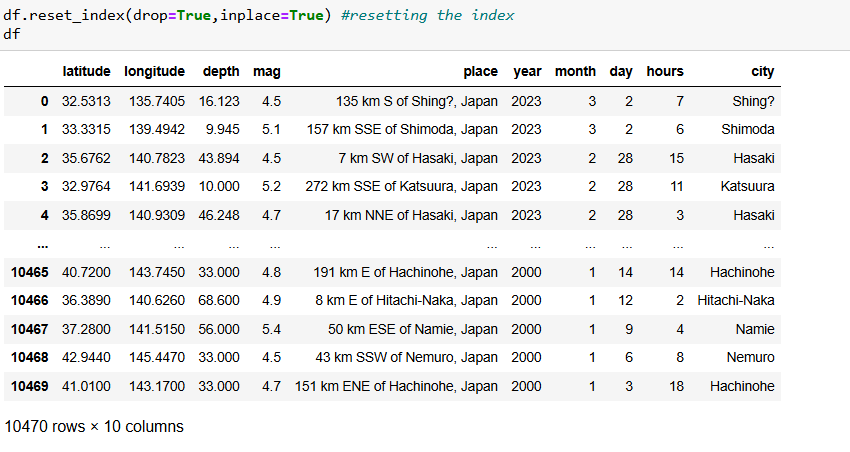 df.reset_index(drop=True,inplace=True) #resetting the index
df
latitude longitude depth mag place year month day hours city
0 32.5313 135.7405 16.123 4.5 135 km S of Shing?, Japan 2023 3 2 7 Shing?
1 33.3315 139.4942 9.945 5.1 157 km SSE of Shimoda, Japan 2023 3 2 6 Shimoda
2 35.6762 140.7823 43.894 4.5 7 km SW of Hasaki, Japan 2023 2 28 15 Hasaki
3 32.9764 141.6939 10.000 5.2 272 km SSE of Katsuura, Japan 2023 2 28 11 Katsuura
4 35.8699 140.9309 46.248 4.7 17 km NNE of Hasaki, Japan 2023 2 28 3 Hasaki
... ... ... ... ... ... ... ... ... ... ...
10465 40.7200 143.7450 33.000 4.8 191 km E of Hachinohe, Japan 2000 1 14 14 Hachinohe
10466 36.3890 140.6260 68.600 4.9 8 km E of Hitachi-Naka, Japan 2000 1 12 2 Hitachi-Naka
10467 37.2800 141.5150 56.000 5.4 50 km ESE of Namie, Japan 2000 1 9 4 Namie
10468 42.9440 145.4470 33.000 4.5 43 km SSW of Nemuro, Japan 2000 1 6 8 Nemuro
10469 41.0100 143.1700 33.000 4.7 151 km ENE of Hachinohe, Japan 2000 1 3 18 Hachinohe
10470 rows × 10 columns